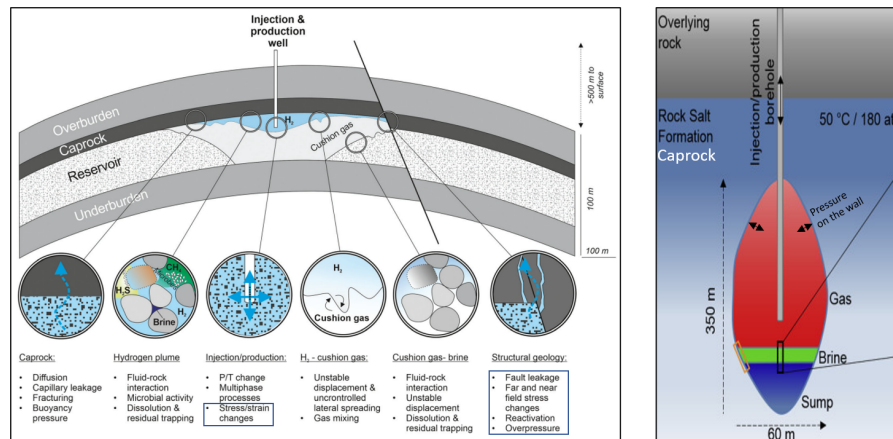 Injection &
production
well
>500 m to
surface
Overburden
H₂
Cushion gas
Caprock
Reservoir
Underburden
100 m
100 m
CH₄
H₂S
H₂
Brine
H₂
Cushion gas
Caprock:
• Diffusion
• Capillary leakage
• Fracturing
• Buoyancy
pressure
Hydrogen plume
• Fluid-rock
interaction
• Microbial activity
• Dissolution &
residual trapping
Injection/production:
• P/T change
• Multiphase
processes
• Stress/strain
changes
H₂ - cushion gas:
• Unstable
displacement &
uncontrolled
lateral spreading
• Gas mixing
Cushion gas- brine
• Fluid-rock
interaction
• Unstable
displacement
• Dissolution &
residual trapping
Structural geology:
• Fault leakage
• Far and near
field stress
changes
• Reactivation
• Overpressure
Overlying
rock
Injection/production
borehole
Rock Salt
Formation
Caprock
50 °C / 180 at
Pressure
on the wall
350 m
Gas
Brine
Sump
60 m